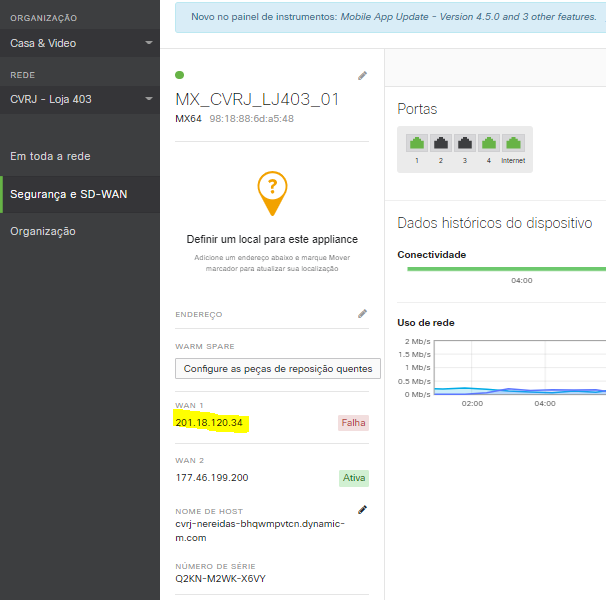 ORGANIZAÇÃO
Casa & Video
REDE
CVRJ - Loja 403
Em toda a rede
Segurança e SD-WAN
Organização
Novo no painel de instrumentos: Mobile App Update - Version 4.5.0 and 3 other features.
MX_CVRJ_LJ403_01
MX64 98:18:88:6d:a5:48
?
Definir um local para este appliance
Adicione um endereço abaixo e marque Mover
marcador para atualizar sua localização
ENDEREÇO
WARM SPARE
Configure as peças de reposição quentes
WAN 1
201.18.120.34 Falha
WAN 2
177.46.199.200 Ativa
NOME DE HOST
cvrj-nereidas-bhqwmpvtcn.dynamic-
m.com
NÚMERO DE SÉRIE
Q2KN-M2WK-X6VY
Portas
1 2 3 4 Internet
Dados históricos do dispositivo
Conectividade
04:00
Uso de rede
2 Mb/s
1.5 Mb/s
1 Mb/s
0.5 Mb/s
0 Mb/s
02:00 04:00